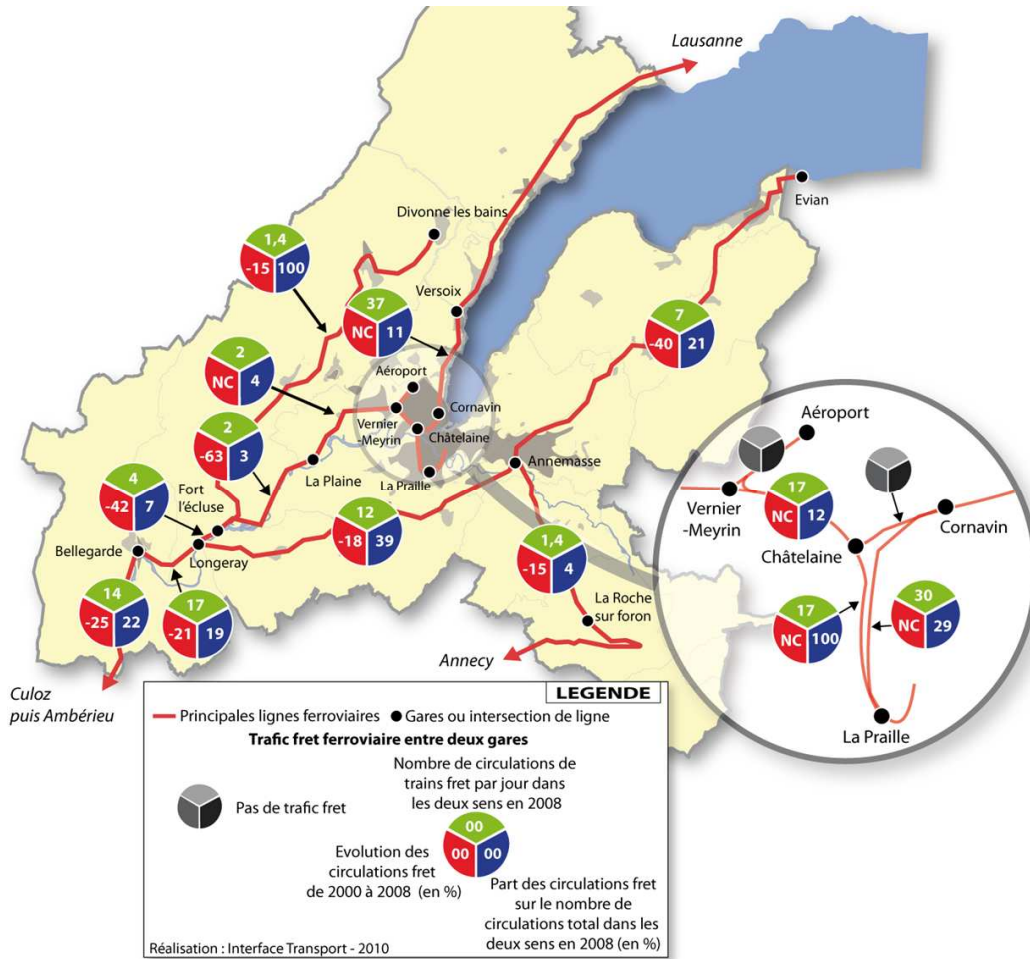 Lausanne
Evian
Divonne les bains
1,4
-15 100
Versoix
37
NC 11
7
-40 21
2
NC 4
Aéroport
Cornavin
Vernier
-Meyrin
Châtelaine
La Praille
Annemasse
2
-63 3
La Plaine
4
-42 7
Fort
l'écluse
Bellegarde
Longeray
12
-18 39
1,4
-15 4
La Roche
sur foron
14
-25 22
17
-21 19
Annecy
Culoz
puis Ambérieu
Aéroport
Vernier
-Meyrin
17
NC 12
Cornavin
Châtelaine
17
NC 100
30
NC 29
La Praille
LEGENDE
Principales lignes ferroviaires
Gares ou intersection de ligne
Trafic fret ferroviaire entre deux gares
Nombre de circulations de
trains fret par jour dans
les deux sens en 2008
Pas de trafic fret
00
00 00
Evolution des
circulations fret
de 2000 à 2008 (en %)
Part des circulations fret
sur le nombre de
circulations total dans les
deux sens en 2008 (en %)
Réalisation : Interface Transport - 2010